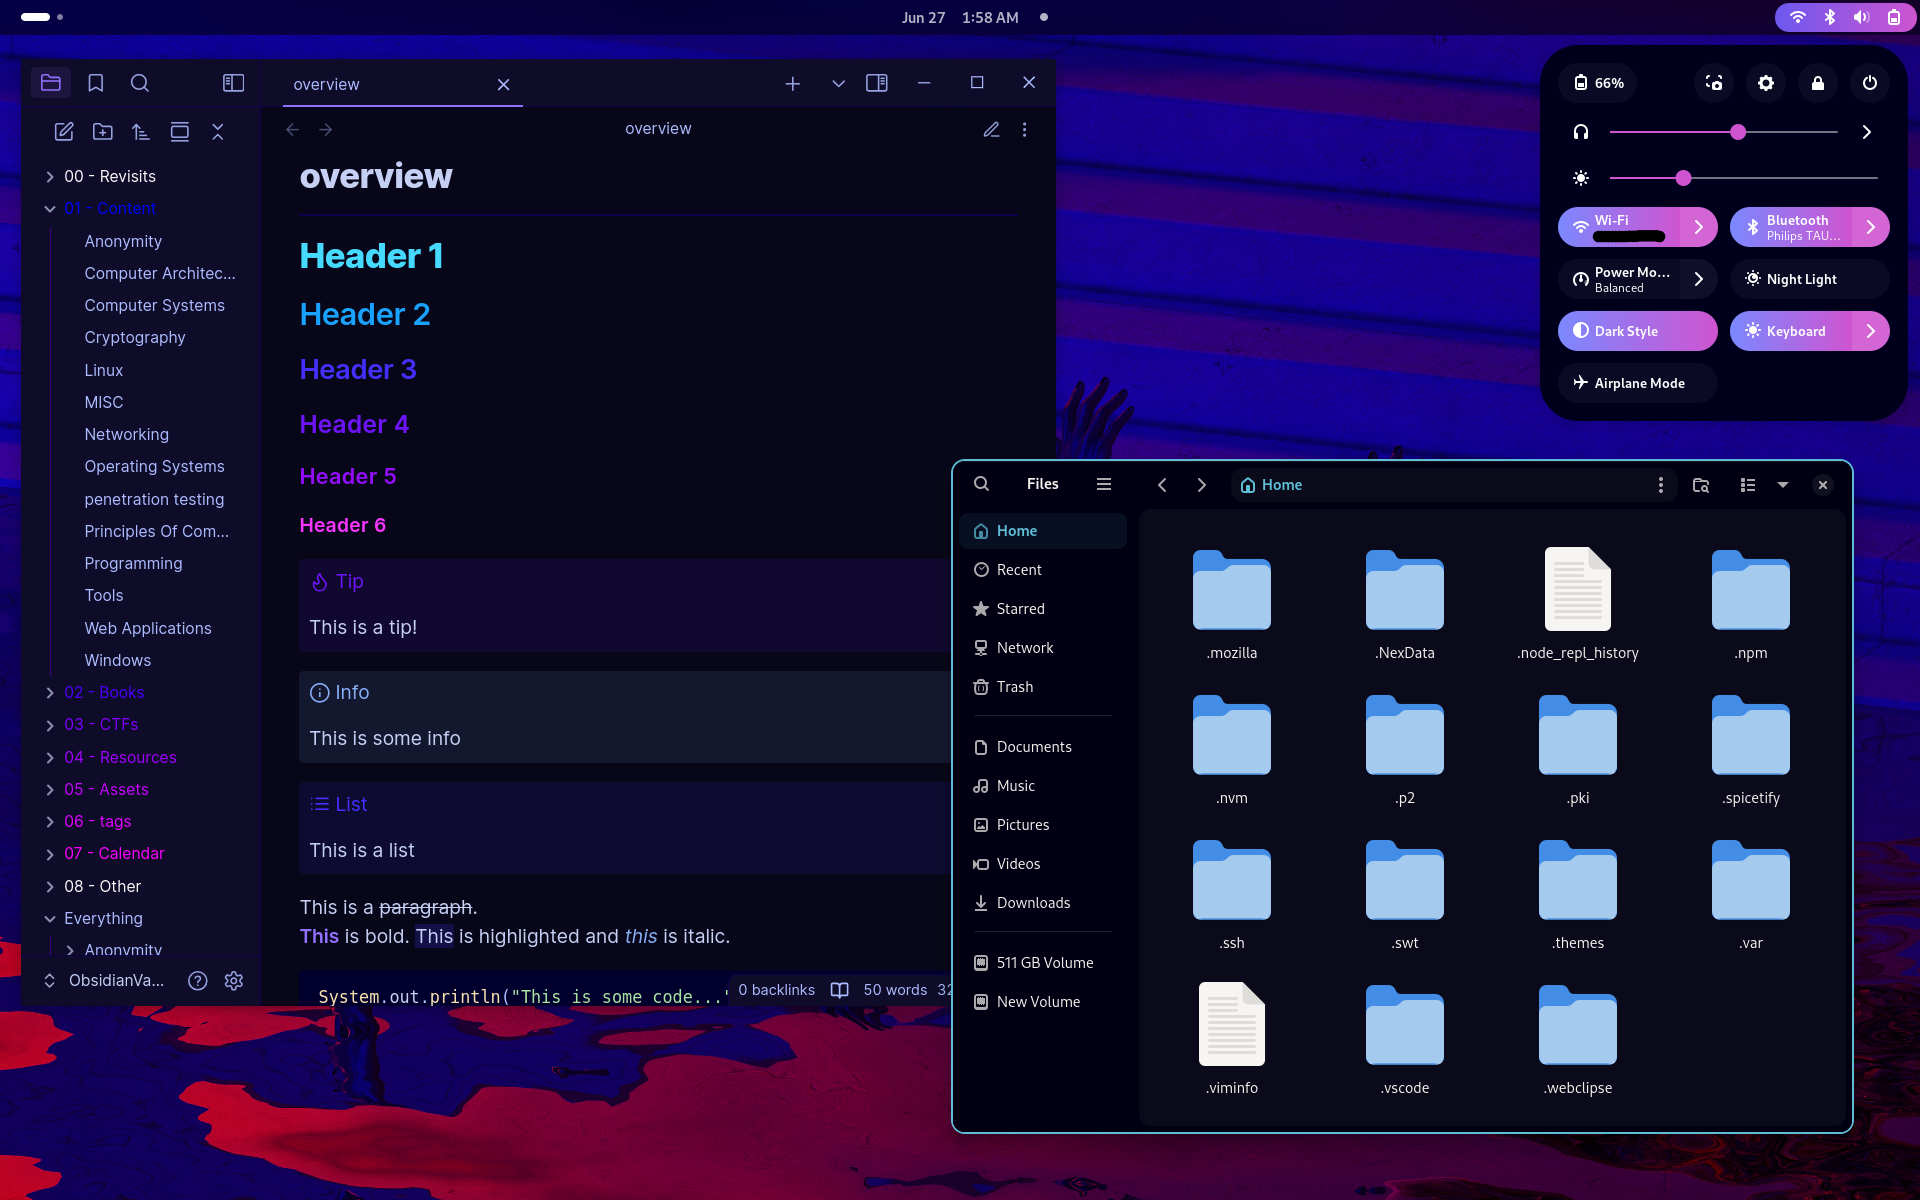 Jun 27 1:58 AM
overview
overview
overview
00 - Revisits
01 - Content
Anonymity
Computer Architec...
Computer Systems
Cryptography
Linux
MISC
Networking
Operating Systems
penetration testing
Principles Of Com...
Programming
Tools
Web Applications
Windows
02 - Books
03 - CTFs
04 - Resources
05 - Assets
06 - tags
07 - Calendar
08 - Other
Everything
Anonymity
ObsidianVa...
Header 1
Header 2
Header 3
Header 4
Header 5
Header 6
Tip
This is a tip!
Info
This is some info
List
This is a list
This is a paragraph.
This is bold. This is highlighted and this is italic.
System.out.println("This is some code..."
0 backlinks 50 words 32
66%
Wi-Fi
Bluetooth
Philips TAU...
Power Mo...
Balanced
Night Light
Dark Style
Keyboard
Airplane Mode
Files
Home
Home
Recent
Starred
Network
Trash
Documents
Music
Pictures
Videos
Downloads
511 GB Volume
New Volume
.mozilla
.NexData
.node_repl_history
.npm
.nvm
.p2
.pki
.spicetify
.ssh
.swt
.themes
.var
.viminfo
.vscode
.webclipse